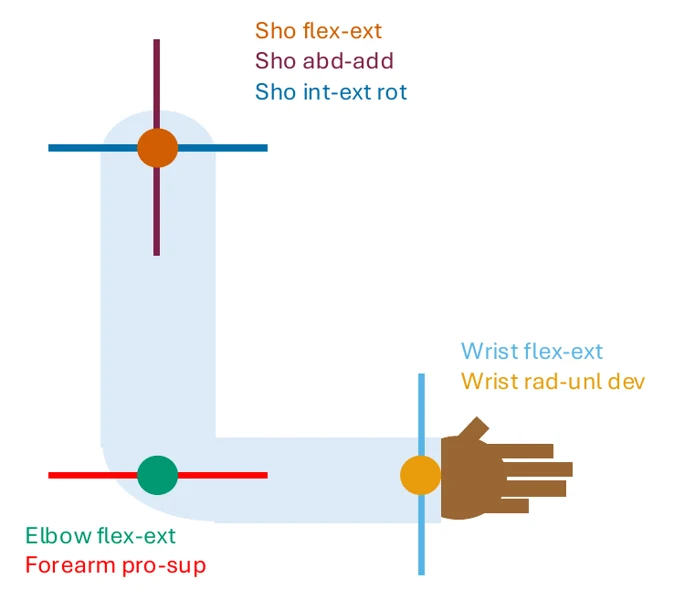 Sho flex-ext
Sho abd-add
Sho int-ext rot
Wrist flex-ext
Wrist rad-unl dev
Elbow flex-ext
Forearm pro-sup